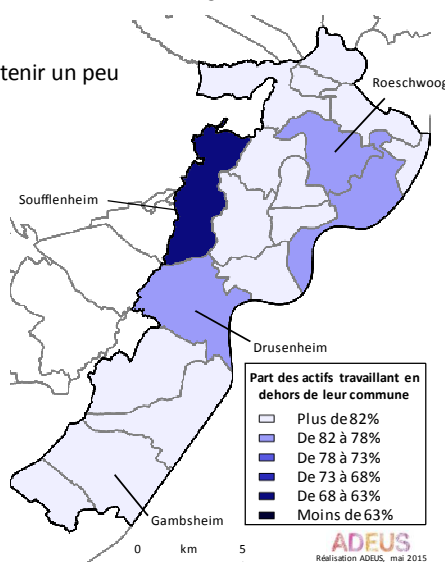 tenir un peu
Roeschwoog
Soufflenheim
Drusenheim
Part des actifs travaillant en
dehors de leur commune
Plus de 82%
De 82 à 78%
De 78 à 73%
De 73 à 68%
De 68 à 63%
Moins de 63%
Gambsheim
0 km 5
ADEUS
Réalisation ADEUS, mai 2015